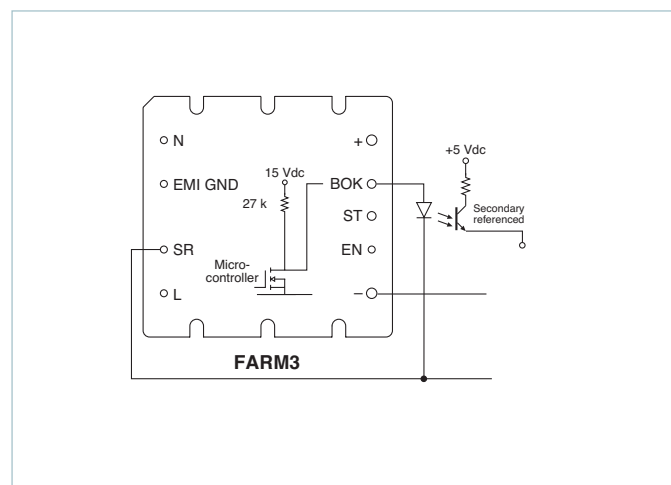 N
EMI GND
SR
L
15 Vdc
27 k
Micro-
controller
+
BOK
ST
EN
–
+5 Vdc
Secondary
referenced
FARM3